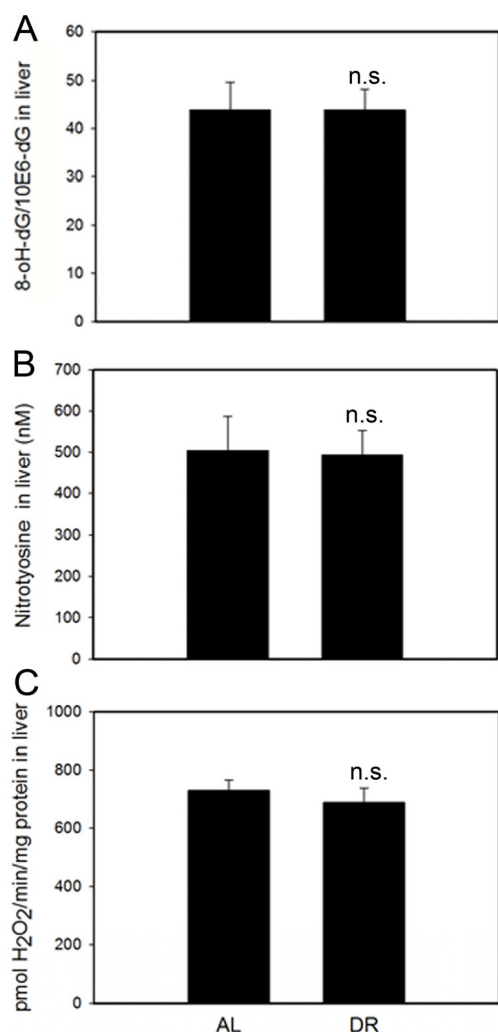 A
8-oH-dG/10E6-dG in liver
60
50
40
30
20
10
0
n.s.
B
Nitrotyosine in liver (nM)
700
600
500
400
300
200
100
0
n.s.
C
pmol H₂O₂/min/mg protein in liver
1000
800
600
400
200
0
n.s.
AL
DR